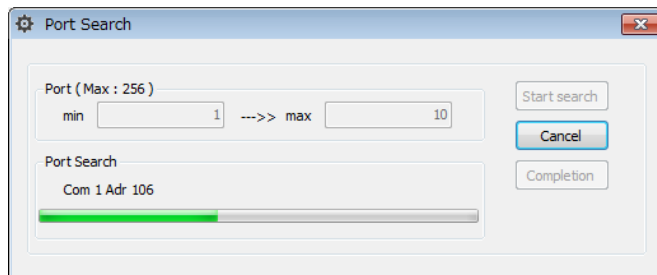 Port Search
Port ( Max : 256 )
min 1 --->> max 10
Start search
Cancel
Port Search
Com 1 Adr 106
Completion